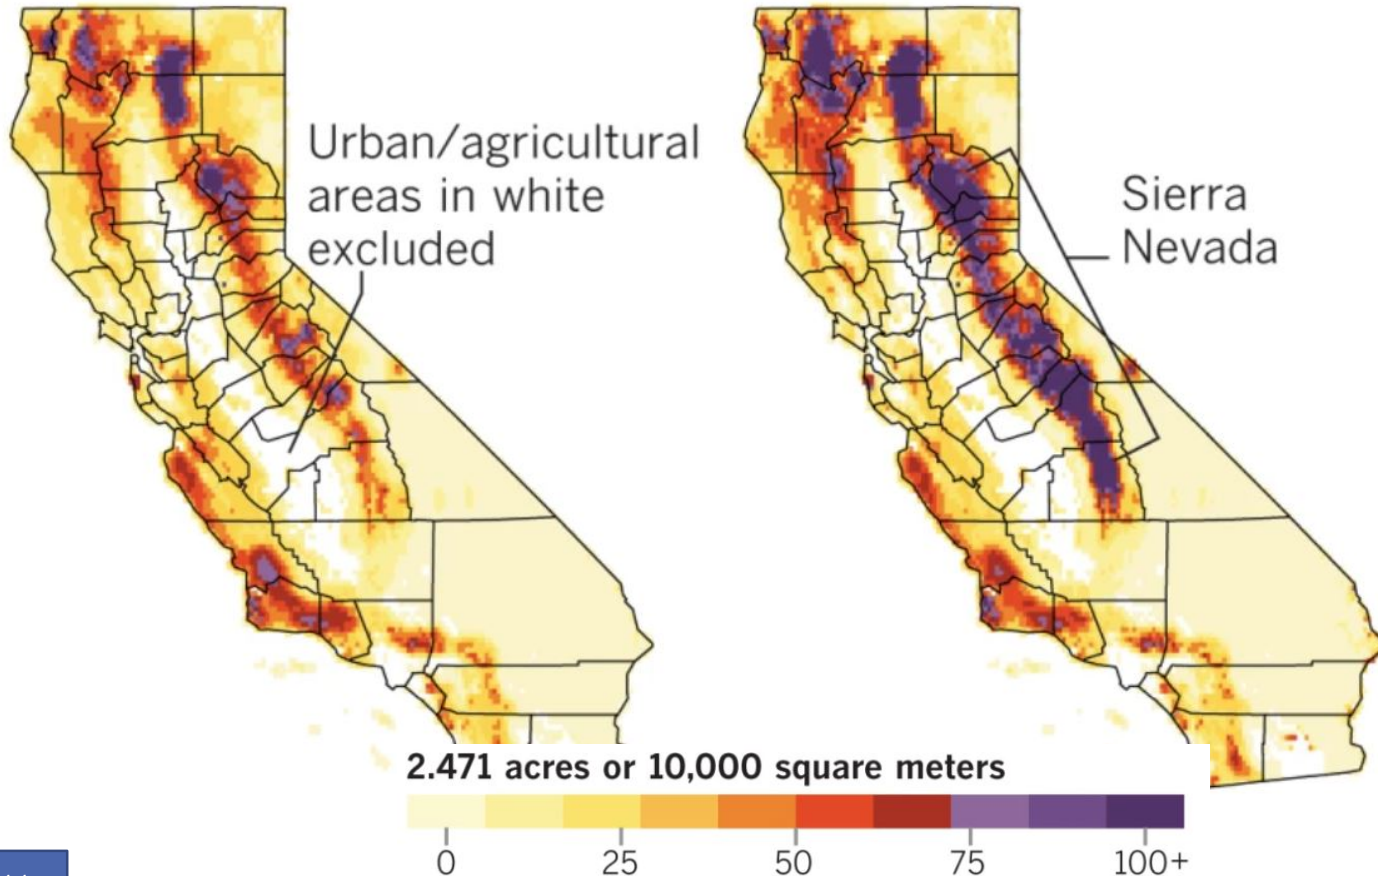 Urban/agricultural
areas in white
excluded
Sierra
Nevada
2.471 acres or 10,000 square meters
0 25 50 75 100+